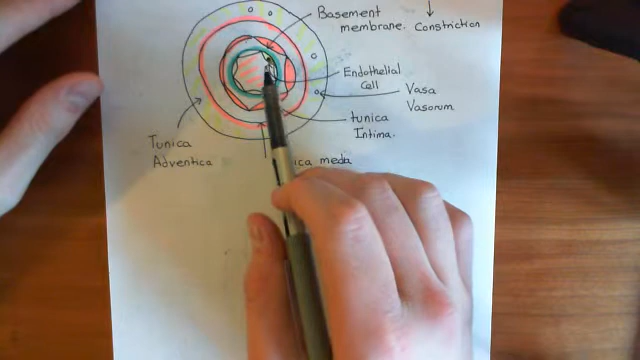 Basement
membrane.
Constriction
Endothelial
Cell
Vasa
Vasorum
tunica
Intima.
Tunica
Adventica
ica meda